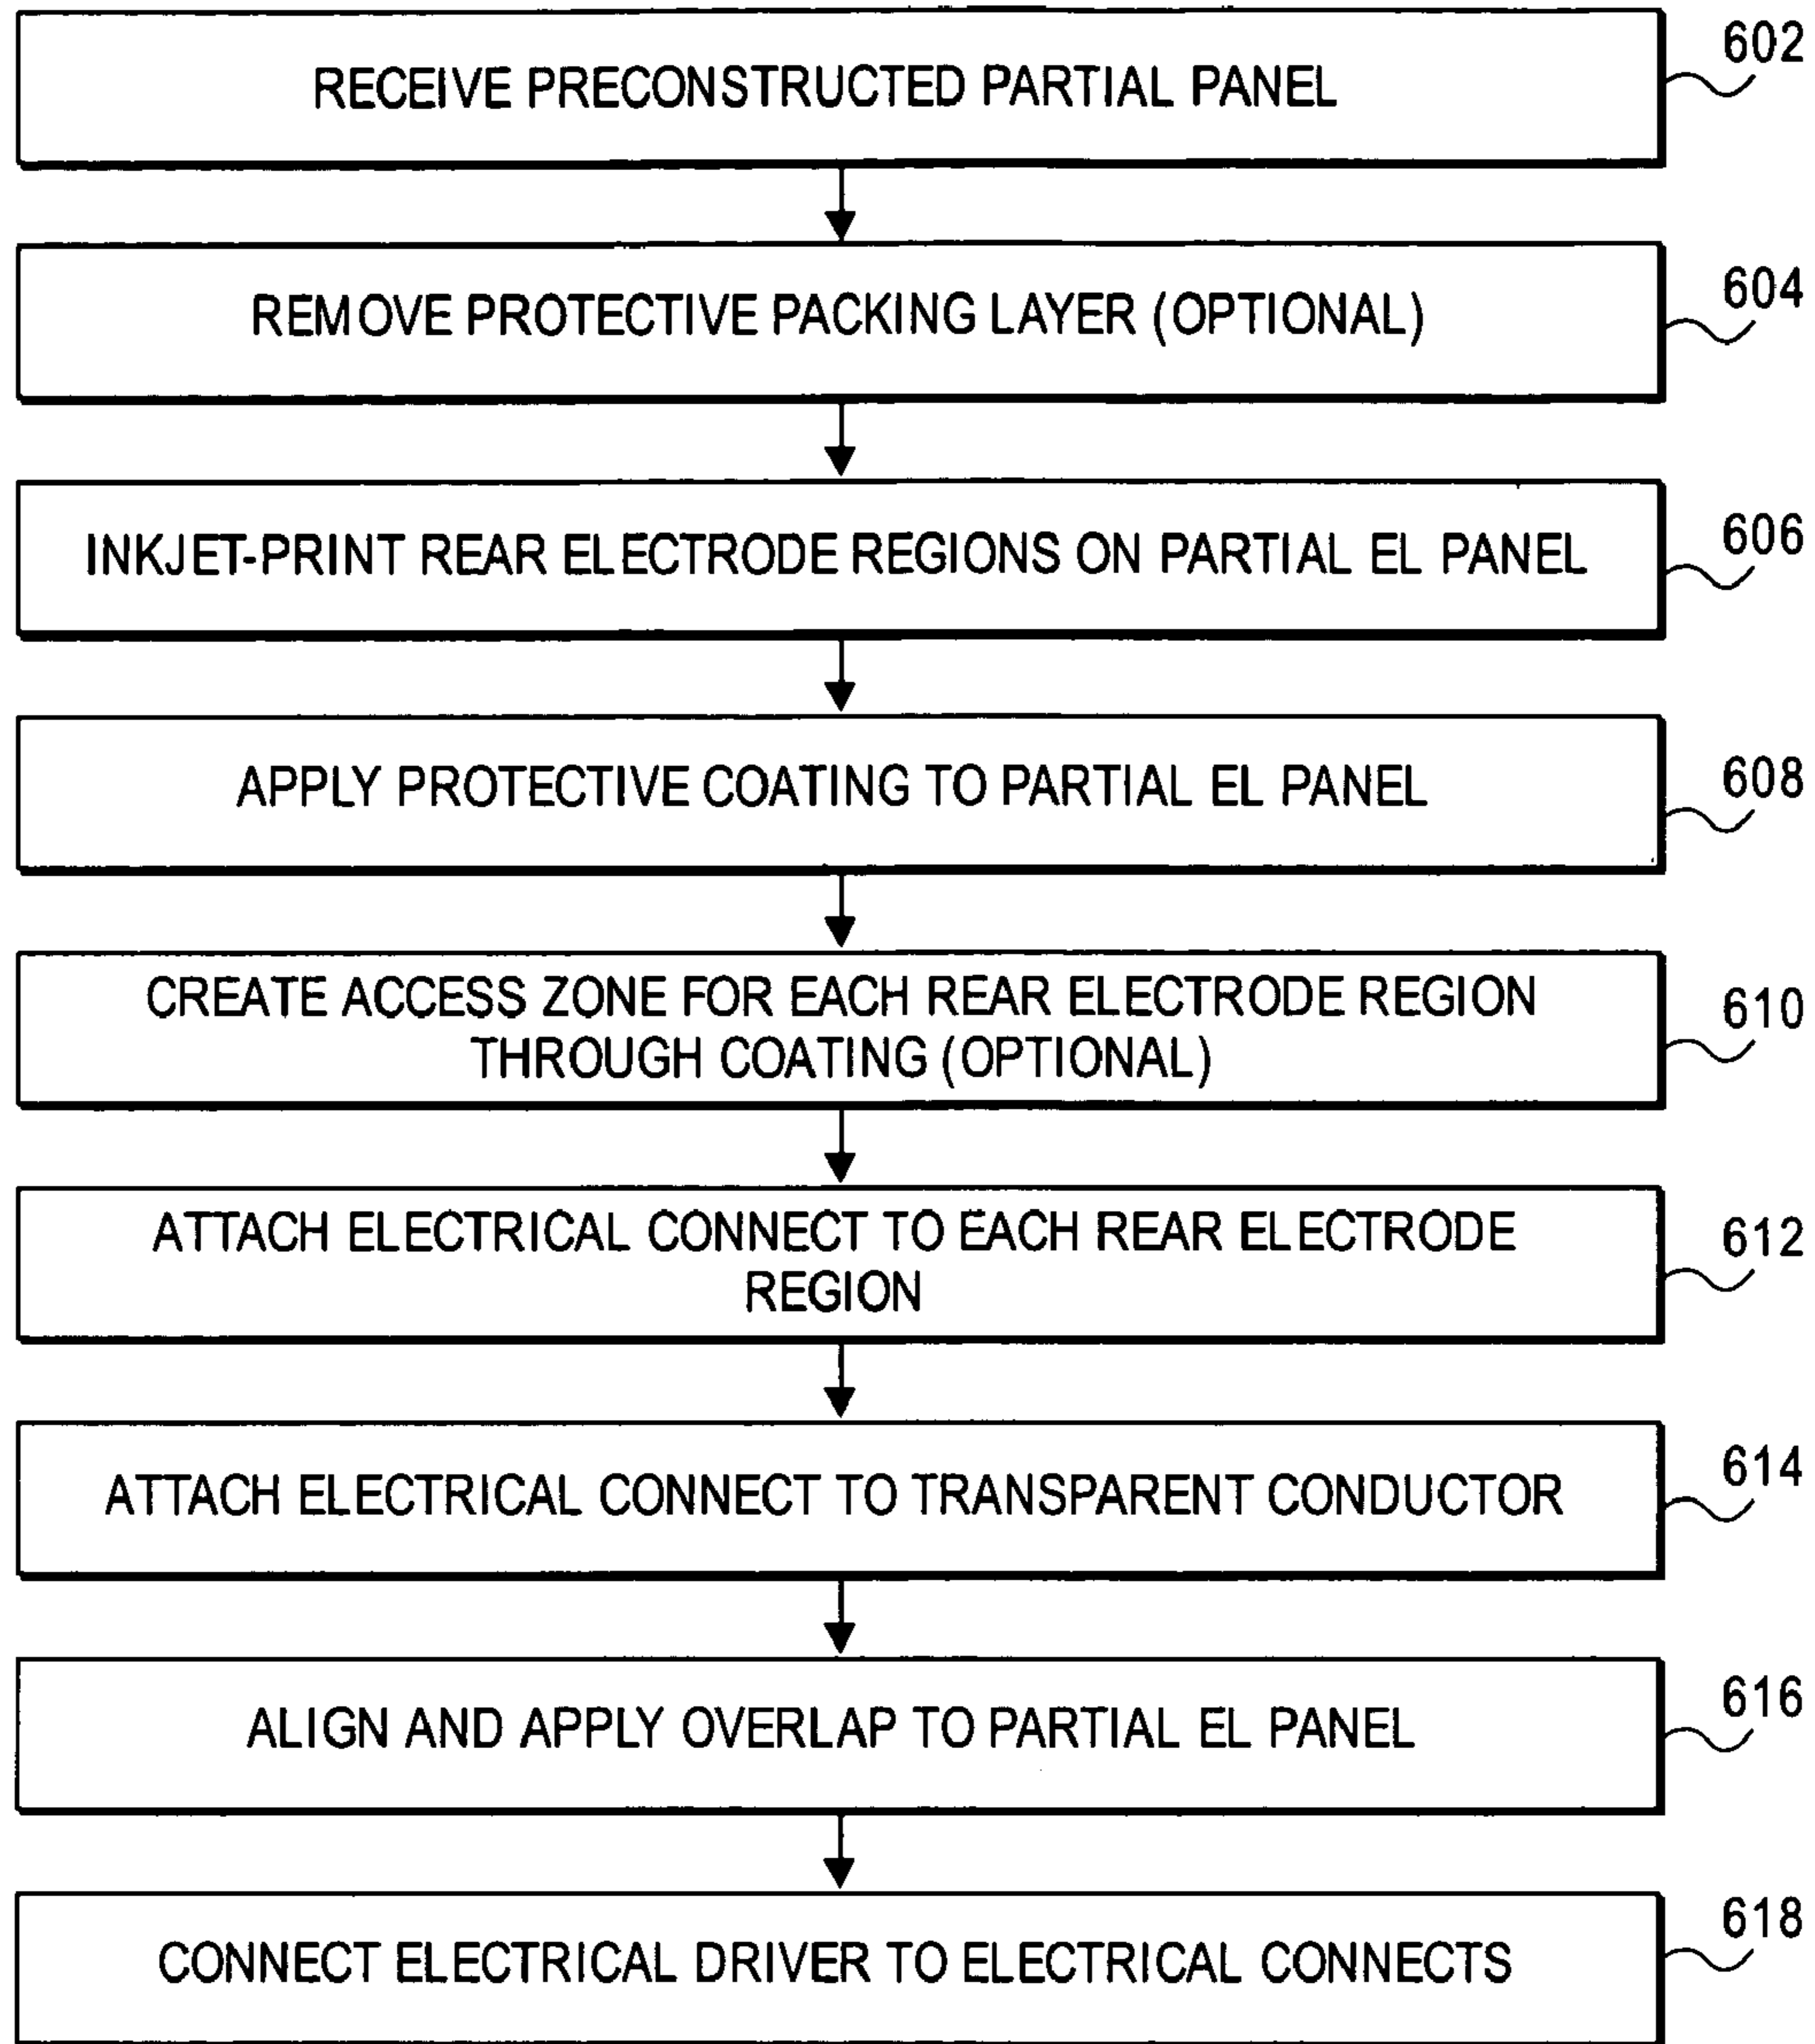 RECEIVE PRECONSTRUCTED PARTIAL PANEL
602
REMOVE PROTECTIVE PACKING LAYER (OPTIONAL)
604
INKJET-PRINT REAR ELECTRODE REGIONS ON PARTIAL EL PANEL
606
APPLY PROTECTIVE COATING TO PARTIAL EL PANEL
608
CREATE ACCESS ZONE FOR EACH REAR ELECTRODE REGION
THROUGH COATING (OPTIONAL)
610
ATTACH ELECTRICAL CONNECT TO EACH REAR ELECTRODE
REGION
612
ATTACH ELECTRICAL CONNECT TO TRANSPARENT CONDUCTOR
614
ALIGN AND APPLY OVERLAP TO PARTIAL EL PANEL
616
CONNECT ELECTRICAL DRIVER TO ELECTRICAL CONNECTS
618